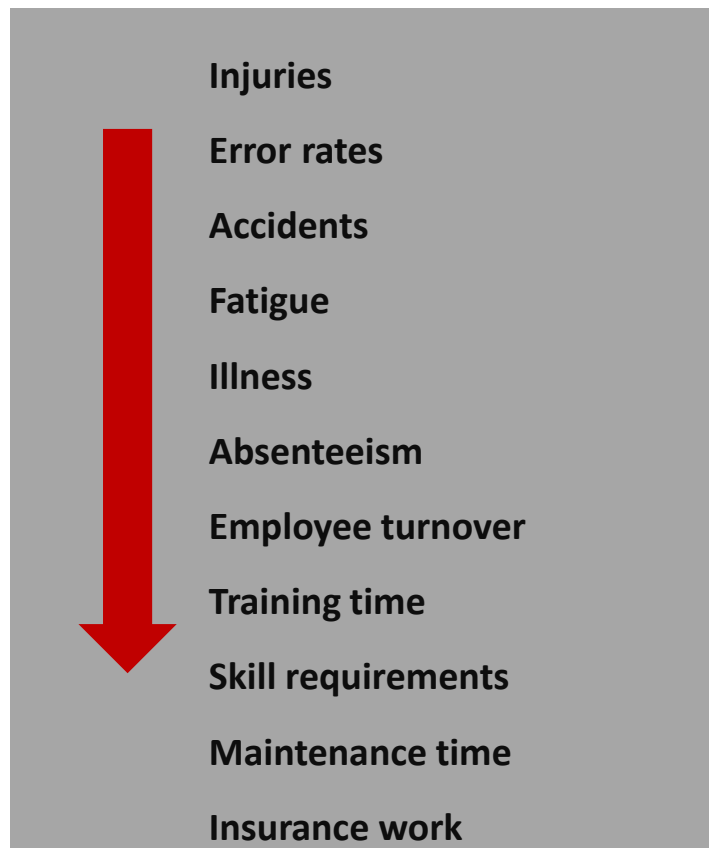 Injuries
Error rates
Accidents
Fatigue
Illness
Absenteeism
Employee turnover
Training time
Skill requirements
Maintenance time
Insurance work